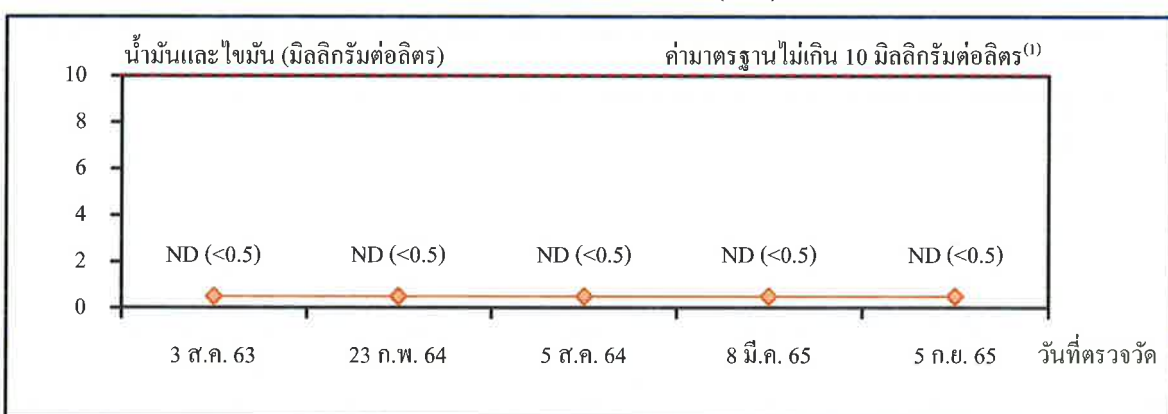 น้ำมันและไขมัน (มิลลิกรัมต่อลิตร) ค่ามาตรฐานไม่เกิน 10 มิลลิกรัมต่อลิตร⁽¹⁾
10
8
6
4
2
0
ND (<0.5) ND (<0.5) ND (<0.5) ND (<0.5) ND (<0.5)
3 ส.ค. 63 23 ก.พ. 64 5 ส.ค. 64 8 มี.ค. 65 5 ก.ย. 65 วันที่ตรวจวัด